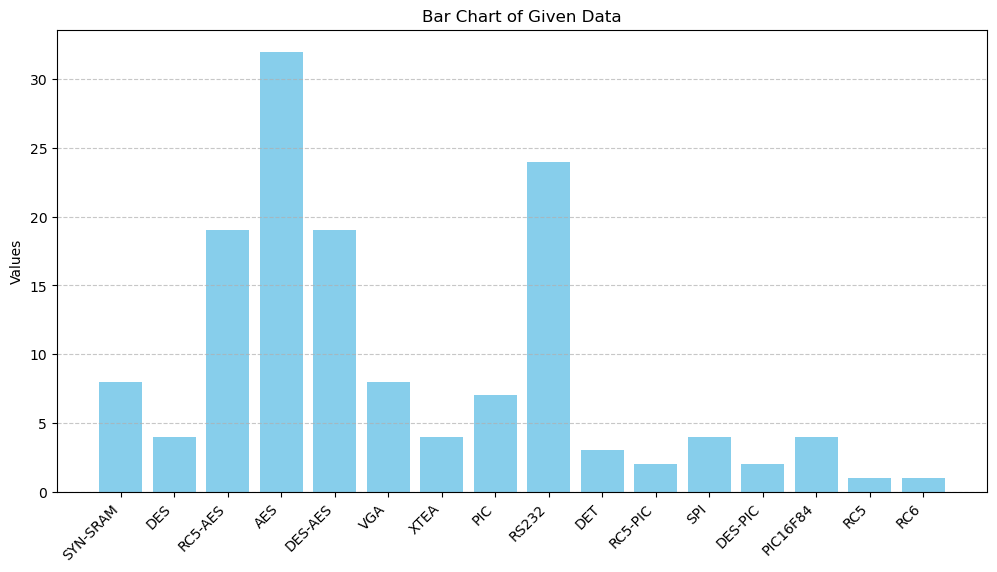 Bar Chart of Given Data
Values
30
25
20
15
10
5
0
SYN-SRAM
DES
RC5-AES
AES
DES-AES
VGA
XTEA
PIC
RS232
DET
RC5-PIC
SPI
DES-PIC
PIC16F84
RC5
RC6